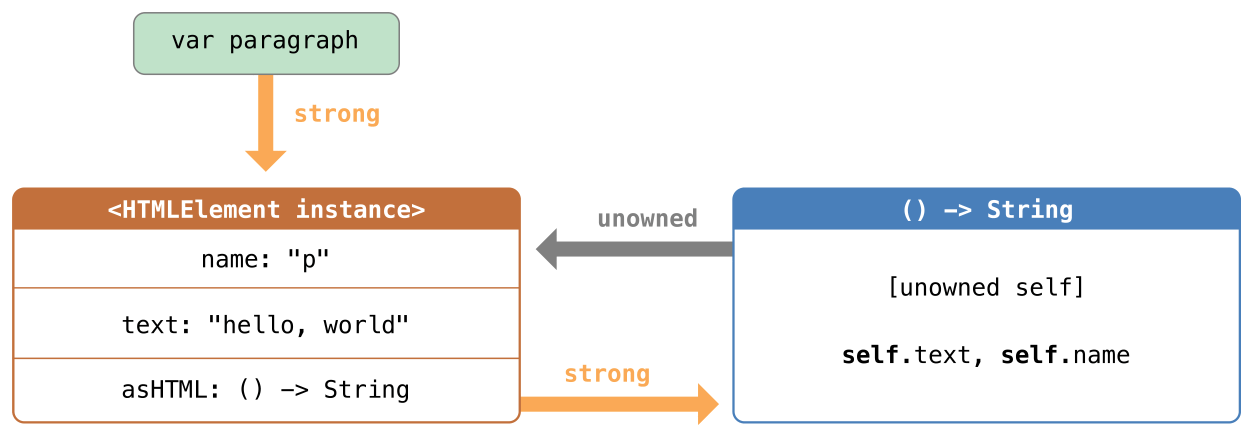 var paragraph
strong
<HTMLElement instance>
name: "p"
text: "hello, world"
asHTML: () -> String
unowned
strong
() -> String
[unowned self]
self.text, self.name